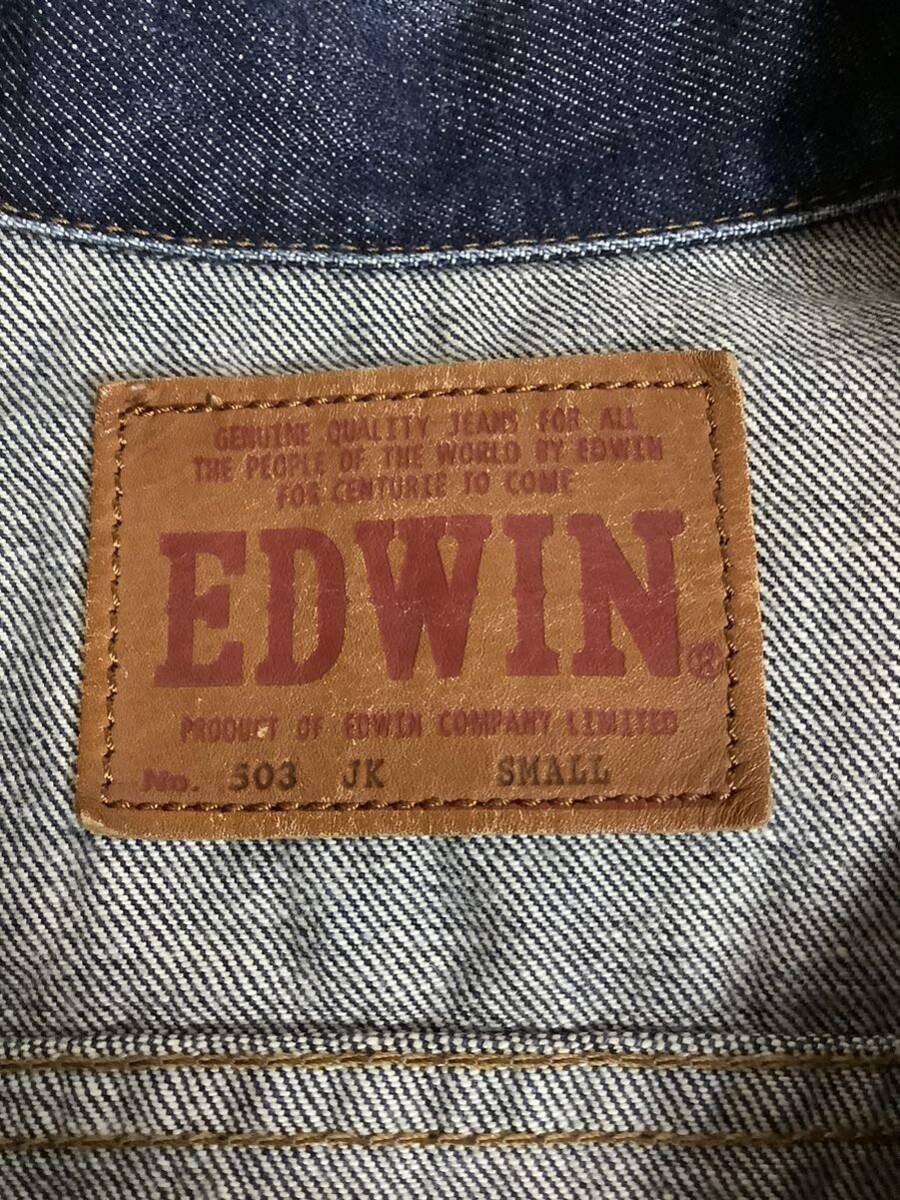 GENUINE QUALITY JEANS FOR ALL
THE PEOPLE OF THE WORLD BY EDWIN
FOR CENTURIE TO COME
EDWIN®
PRODUCT OF EDWIN COMPANY LIMITED
No. 503 JK SMALL